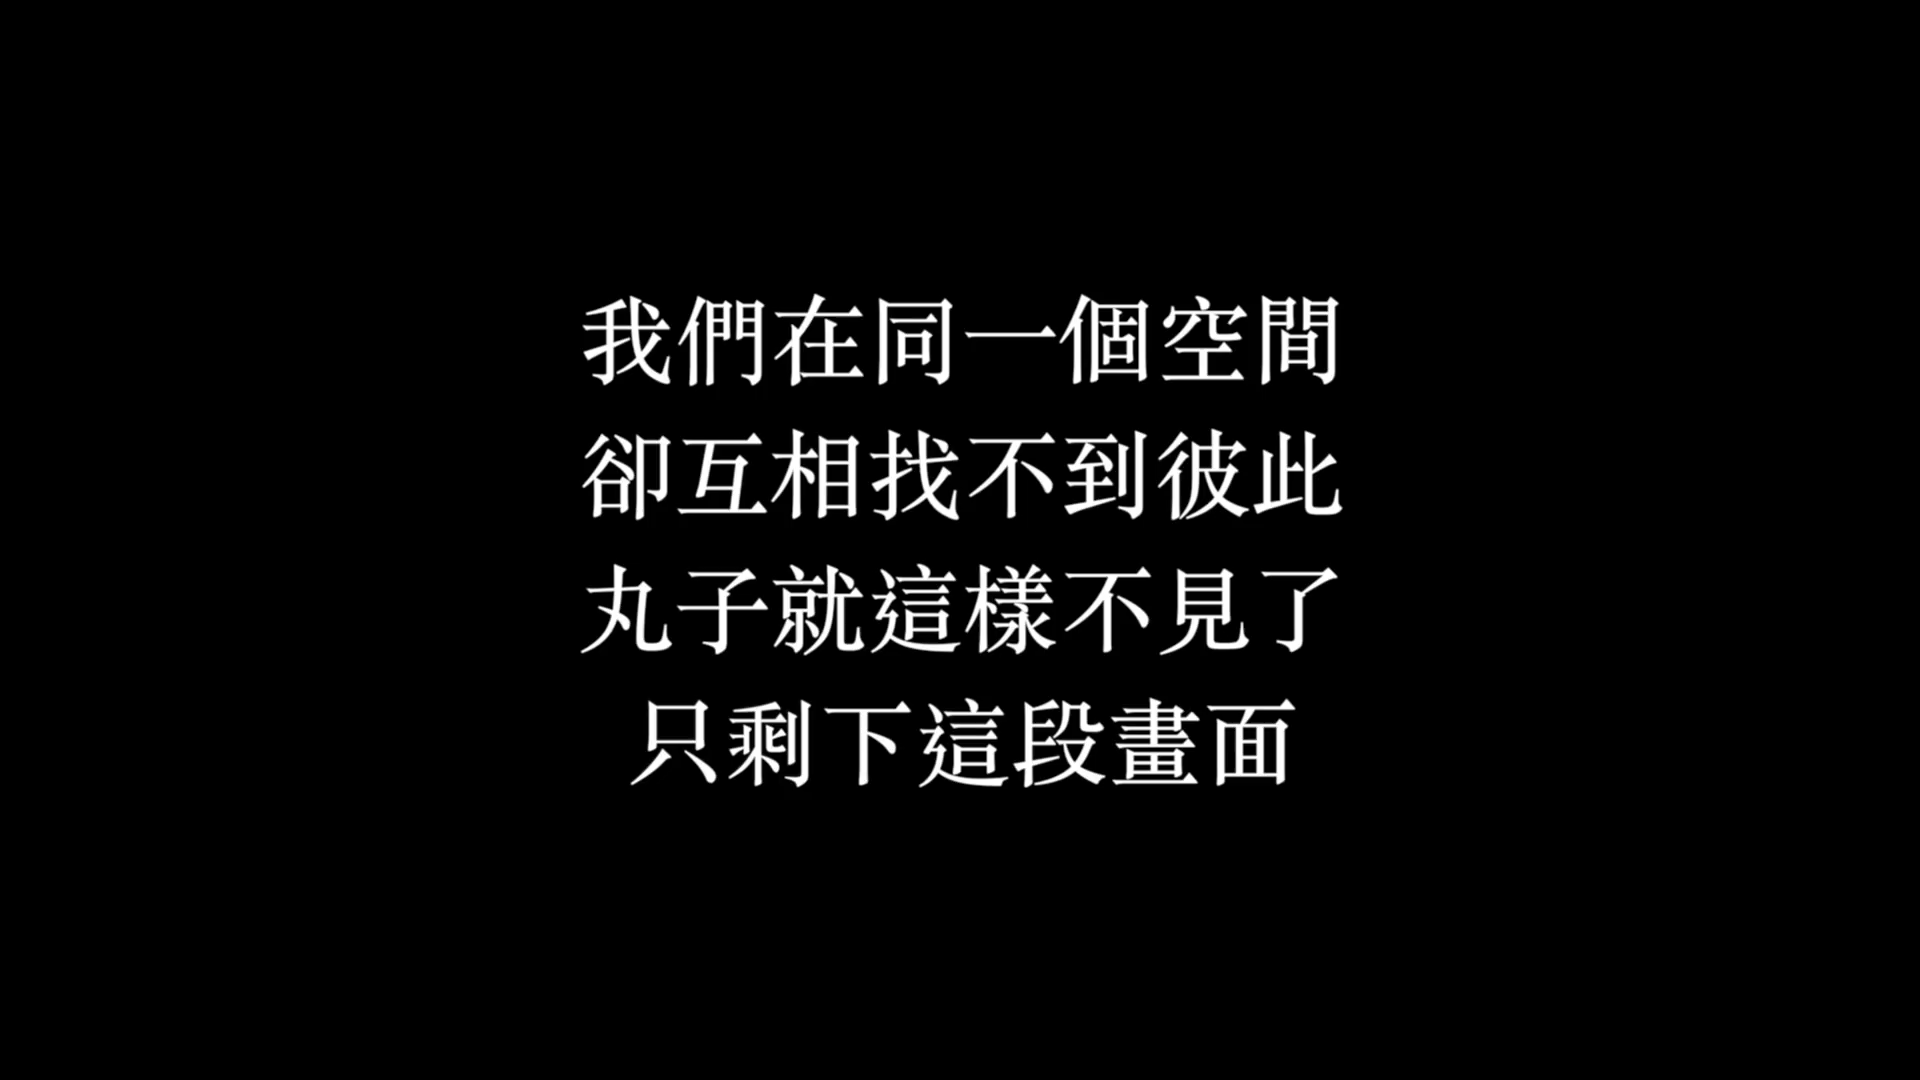 我們在同一個空間
卻互相找不到彼此
丸子就這樣不見了
只剩下這段畫面